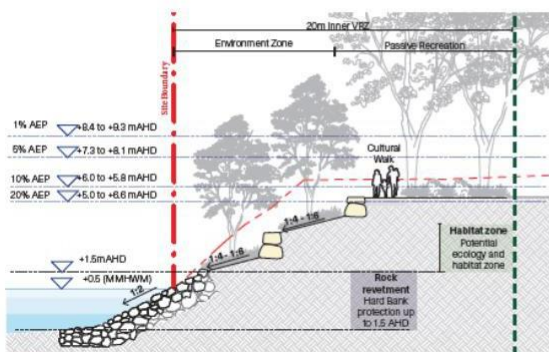 20m Inner VRZ
Environment Zone
Passive Recreation
Site Boundary
1% AEP
+8.4 to +9.3 mAHD
5% AEP
+7.3 to +8.1 mAHD
10% AEP
+6.0 to +5.8 mAHD
20% AEP
+5.0 to +6.6 mAHD
Cultural
Walk
1:4 - 1:6
1:4 - 1:6
+1.5mAHD
+0.5 (MMHWM)
1:2
Habitat zone
Potential
ecology and
habitat zone
Rock
revetment
Hard Bank
protection up
to 1.5 AHD